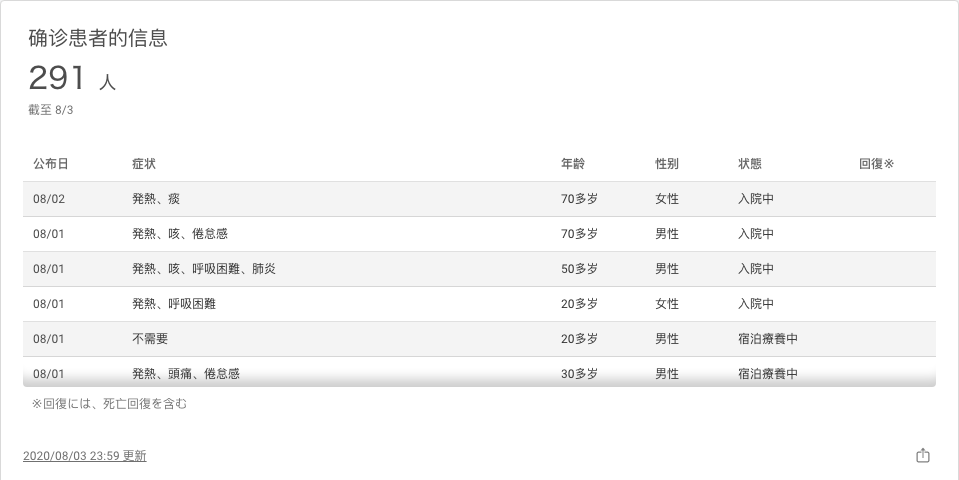 确诊患者的信息
291 人
截至 8/3
公布日 症状 年齢 性別 状態 回復※
08/02 発熱、痰 70多岁 女性 入院中
08/01 発熱、咳、倦怠感 70多岁 男性 入院中
08/01 発熱、咳、呼吸困難、肺炎 50多岁 男性 入院中
08/01 発熱、呼吸困難 20多岁 女性 入院中
08/01 不需要 20多岁 男性 宿泊療養中
08/01 発熱、頭痛、倦怠感 30多岁 男性 宿泊療養中
※回復には、死亡回復を含む
2020/08/03 23:59 更新